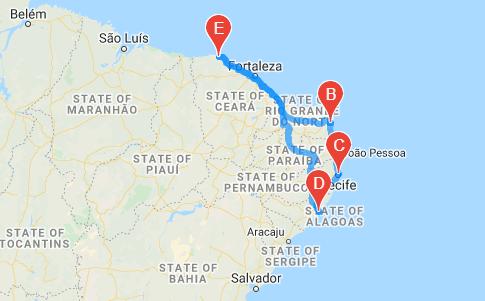 Belém
São Luís
E
Fortaleza
STATE OF
MARANHÃO
STATE OF
CEARÁ
STATE OF
RIO GRANDE
DO NORTE
B
STATE OF
PARAÍBA
João Pessoa
C
STATE OF
PIAUÍ
STATE OF
PERNAMBUCO
D
cife
STATE OF
ALAGOAS
STATE OF
TOCANTINS
Aracaju
STATE OF
SERGIPE
STATE OF
BAHIA
Salvador